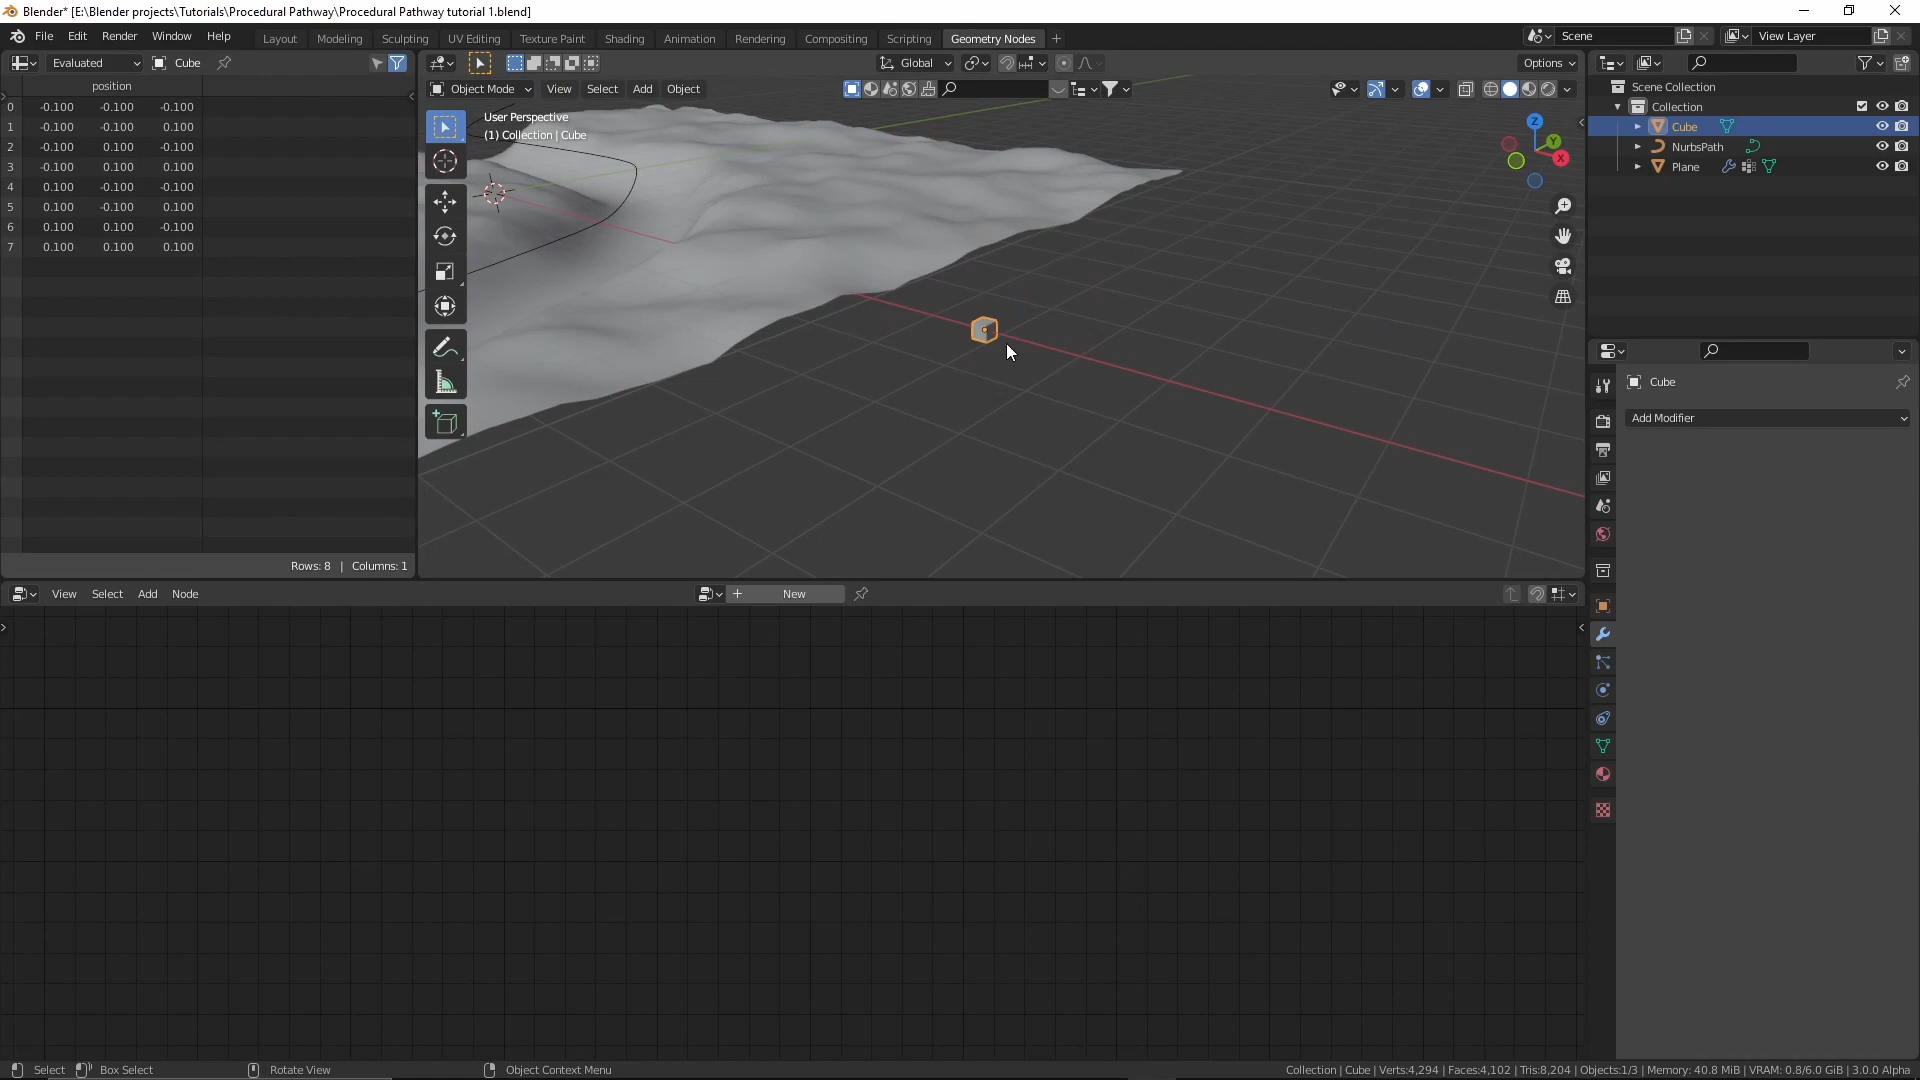 Blender* [E:\Blender projects\Tutorials\Procedural Pathway\Procedural Pathway tutorial 1.blend]
File Edit Render Window Help Layout Modeling Sculpting UV Editing Texture Paint Shading Animation Rendering Compositing Scripting Geometry Nodes + Scene View Layer
Evaluated Cube
Global Options
Object Mode View Select Add Object
position
0 -0.100 -0.100 -0.100
1 -0.100 -0.100 0.100
2 -0.100 0.100 -0.100
3 -0.100 0.100 0.100
4 0.100 -0.100 -0.100
5 0.100 -0.100 0.100
6 0.100 0.100 -0.100
7 0.100 0.100 0.100
Rows: 8 | Columns: 1
User Perspective
(1) Collection | Cube
Z
Y
X
Scene Collection
Collection
Cube
NurbsPath
Plane
Cube
Add Modifier
View Select Add Node + New
Select Box Select Rotate View Object Context Menu
Collection | Cube | Verts:4,294 | Faces:4,102 | Tris:8,204 | Objects:1/3 | Memory: 40.8 MiB | VRAM: 0.8/6.0 GiB | 3.0.0 Alpha